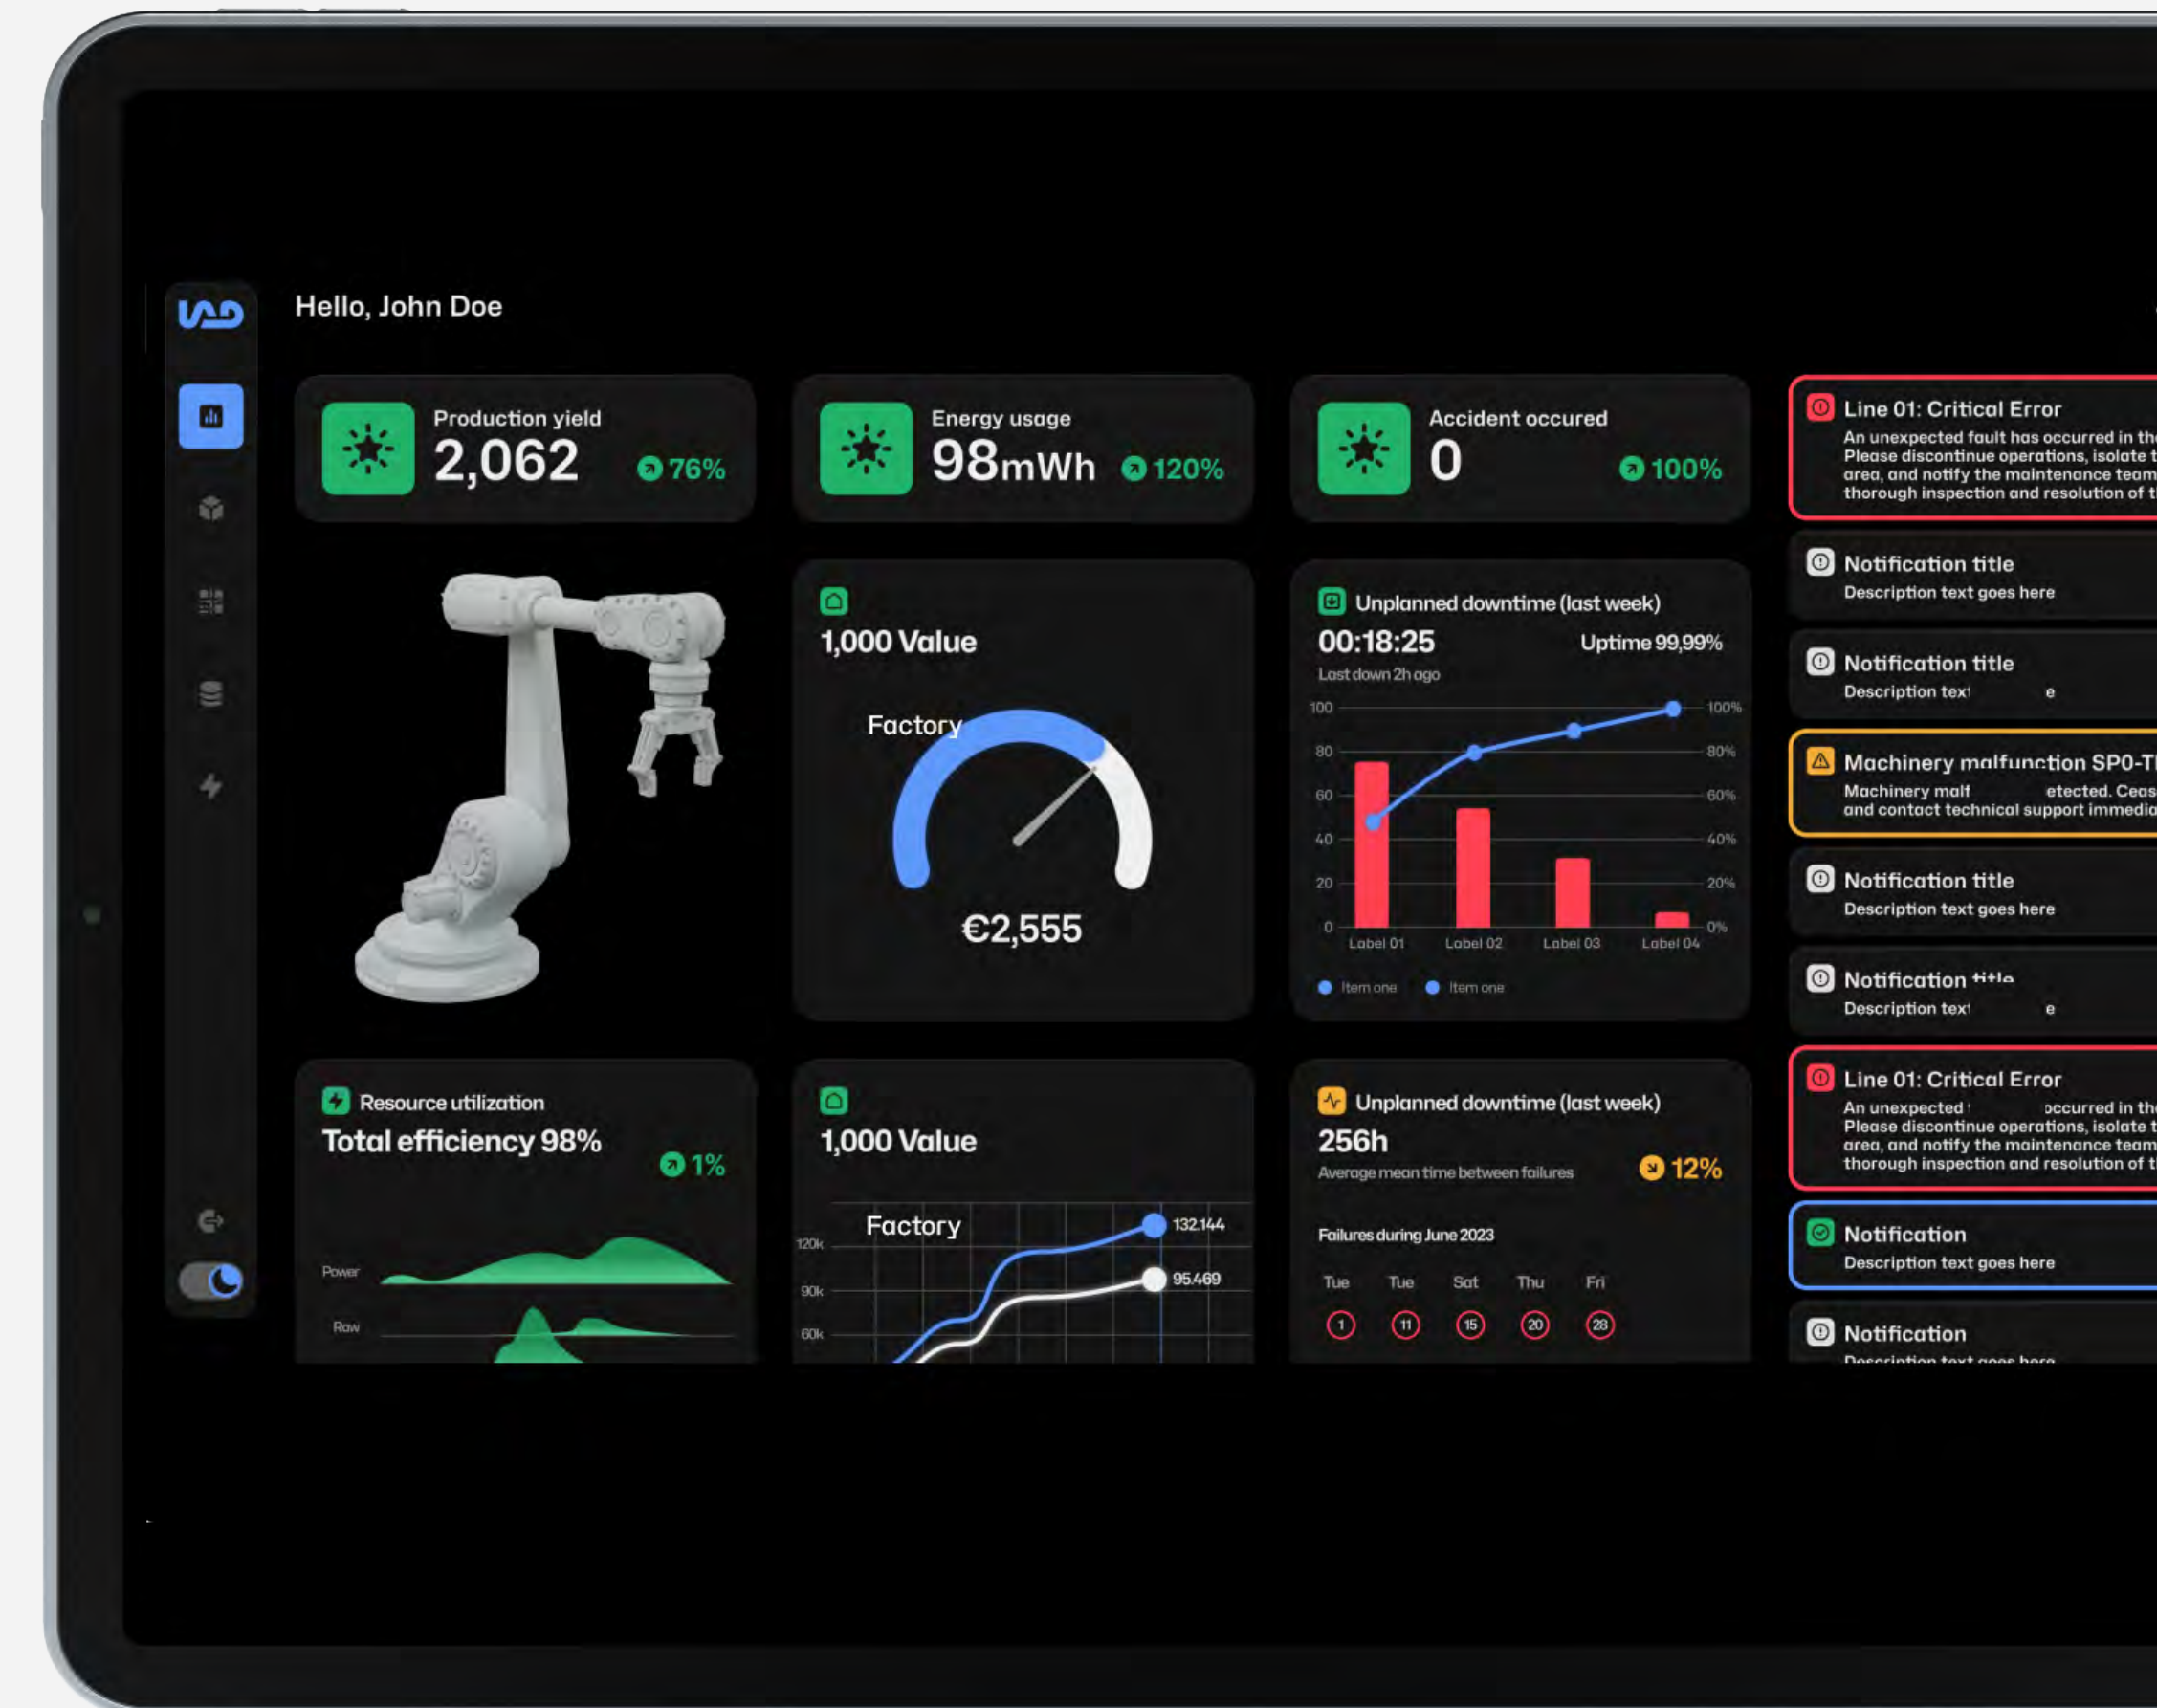 Hello, John Doe
Production yield
2,062
76%
Energy usage
98mWh
120%
Accident occured
0
100%
1,000 Value
Factory
€2,555
Unplanned downtime (last week)
00:18:25
Uptime 99,99%
Last down 2h ago
100
80
60
40
20
0
100%
80%
60%
40%
20%
0%
Label 01
Label 02
Label 03
Label 04
Item one
Item one
Resource utilization
Total efficiency 98%
1%
Power
Raw
1,000 Value
Factory
120k
90k
60k
132.144
95.469
Unplanned downtime (last week)
256h
Average mean time between failures
12%
Failures during June 2023
Tue Tue Sat Thu Fri
1 11 15 20 28
Line 01: Critical Error
An unexpected fault has occurred in the
Please discontinue operations, isolate
area, and notify the maintenance team
thorough inspection and resolution of
Notification title
Description text goes here
Notification title
Description
Machinery malfunction
Machinery etected.
and contact technical support
Notification title
Description text goes here
Notification
Description
Line 01: Critical Error
An unexpected occurred in the
Please discontinue operations, isolate
area, and notify the maintenance team
thorough inspection and resolution of
Notification
Description text goes here
Notification
Description text goes here